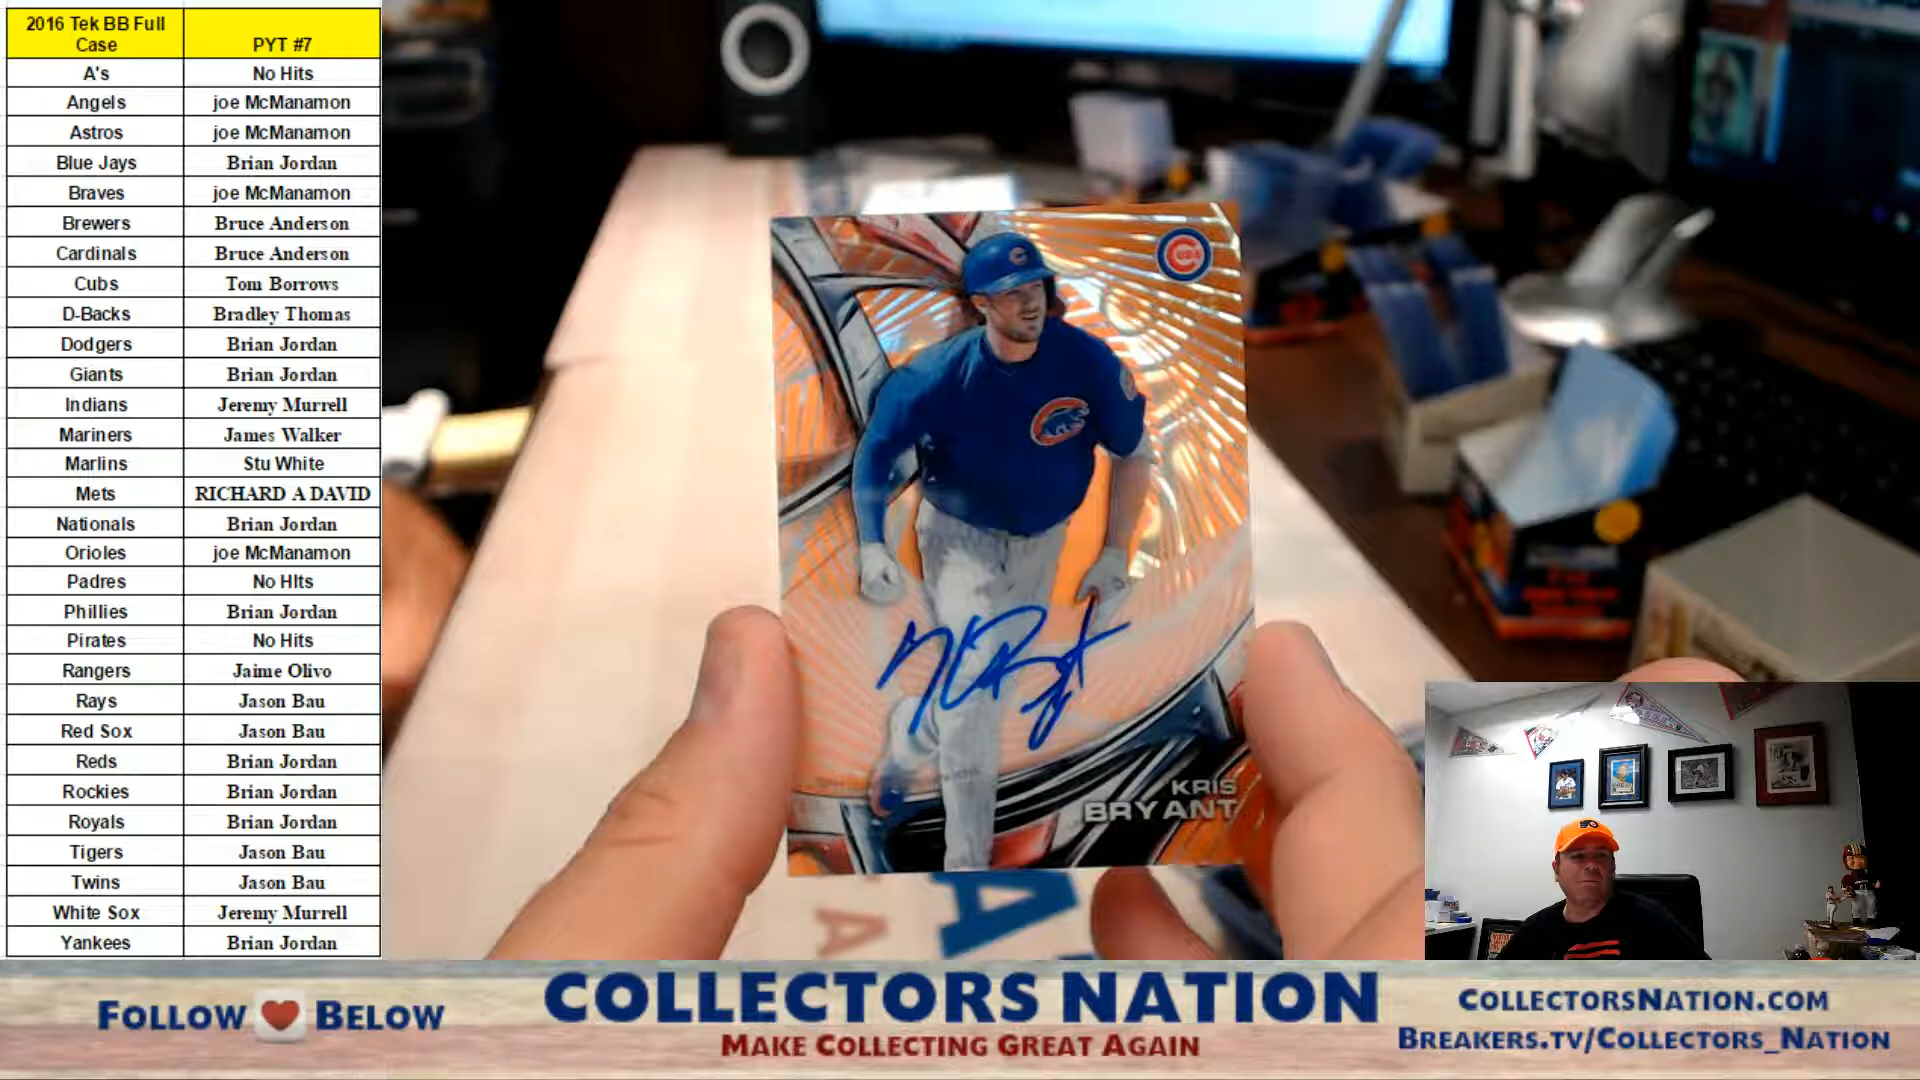 2016 Tek BB Full Case PYT #7
A's No Hits
Angels joe McManamon
Astros joe McManamon
Blue Jays Brian Jordan
Braves joe McManamon
Brewers Bruce Anderson
Cardinals Bruce Anderson
Cubs Tom Borrows
D-Backs Bradley Thomas
Dodgers Brian Jordan
Giants Brian Jordan
Indians Jeremy Murrell
Mariners James Walker
Marlins Stu White
Mets RICHARD A DAVID
Nationals Brian Jordan
Orioles joe McManamon
Padres No HIts
Phillies Brian Jordan
Pirates No Hits
Rangers Jaime Olivo
Rays Jason Bau
Red Sox Jason Bau
Reds Brian Jordan
Rockies Brian Jordan
Royals Brian Jordan
Tigers Jason Bau
Twins Jason Bau
White Sox Jeremy Murrell
Yankees Brian Jordan
KRIS
BRYANT
FOLLOW BELOW
COLLECTORS NATION
MAKE COLLECTING GREAT AGAIN
COLLECTORSNATION.COM
BREAKERS.TV/COLLECTORS_NATION